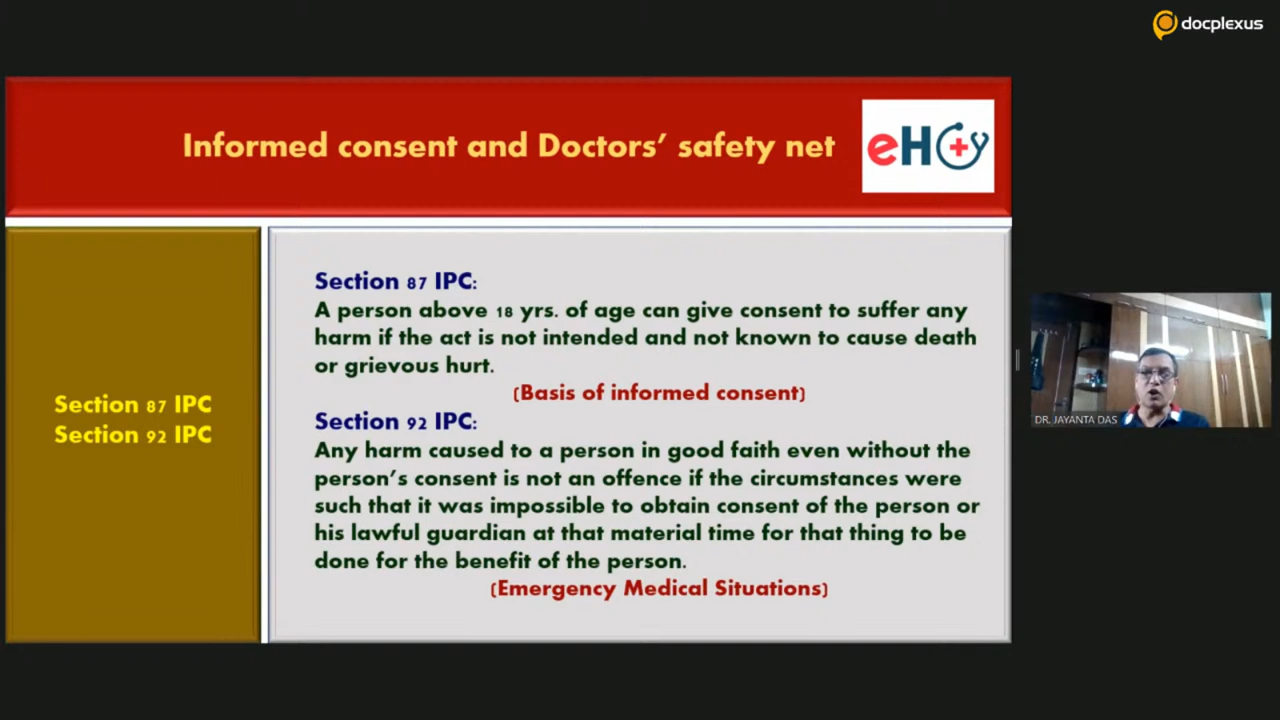 docplexus
Informed consent and Doctors’ safety net
eH
Section 87 IPC
Section 92 IPC
Section 87 IPC:
A person above 18 yrs. of age can give consent to suffer any
harm if the act is not intended and not known to cause death
or grievous hurt.
(Basis of informed consent)
Section 92 IPC:
Any harm caused to a person in good faith even without the
person’s consent is not an offence if the circumstances were
such that it was impossible to obtain consent of the person or
his lawful guardian at that material time for that thing to be
done for the benefit of the person.
(Emergency Medical Situations)
DR. JAYANTA DAS